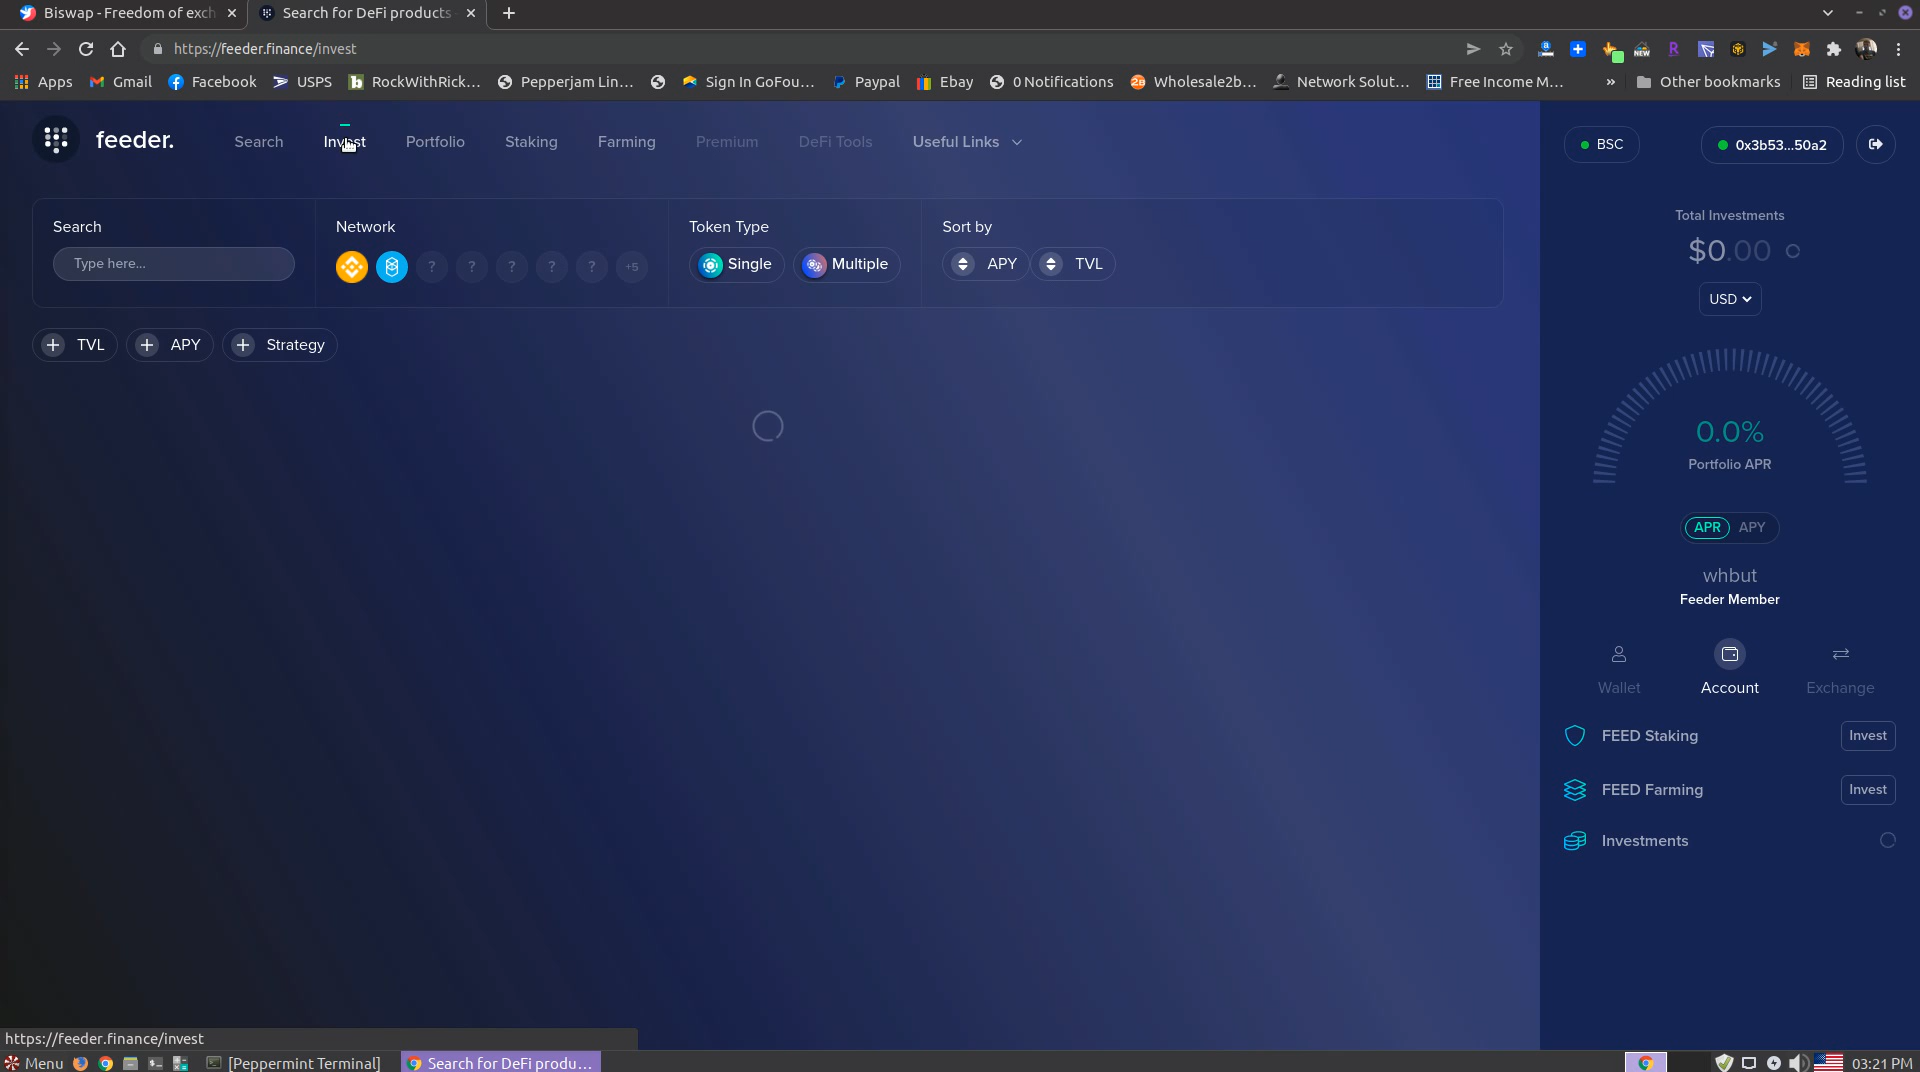 Biswap - Freedom of exch
Search for DeFi products
https://feeder.finance/invest
Apps
Gmail
Facebook
USPS
RockWithRick...
Pepperjam Lin...
Sign In GoFou...
Paypal
Ebay
0 Notifications
Wholesale2b...
Network Solut...
Free Income M...
»
Other bookmarks
Reading list
feeder.
Search
Invest
Portfolio
Staking
Farming
Premium
DeFi Tools
Useful Links
BSC
0x3b53...50a2
Search
Type here...
Network
? ? ? ? ? +5
Token Type
Single
Multiple
Sort by
APY
TVL
+ TVL
+ APY
+ Strategy
Total Investments
$0.00
USD
0.0%
Portfolio APR
APR APY
whbut
Feeder Member
Wallet
Account
Exchange
FEED Staking
Invest
FEED Farming
Invest
Investments
https://feeder.finance/invest
Menu
[Peppermint Terminal]
Search for DeFi produ...
03:21 PM